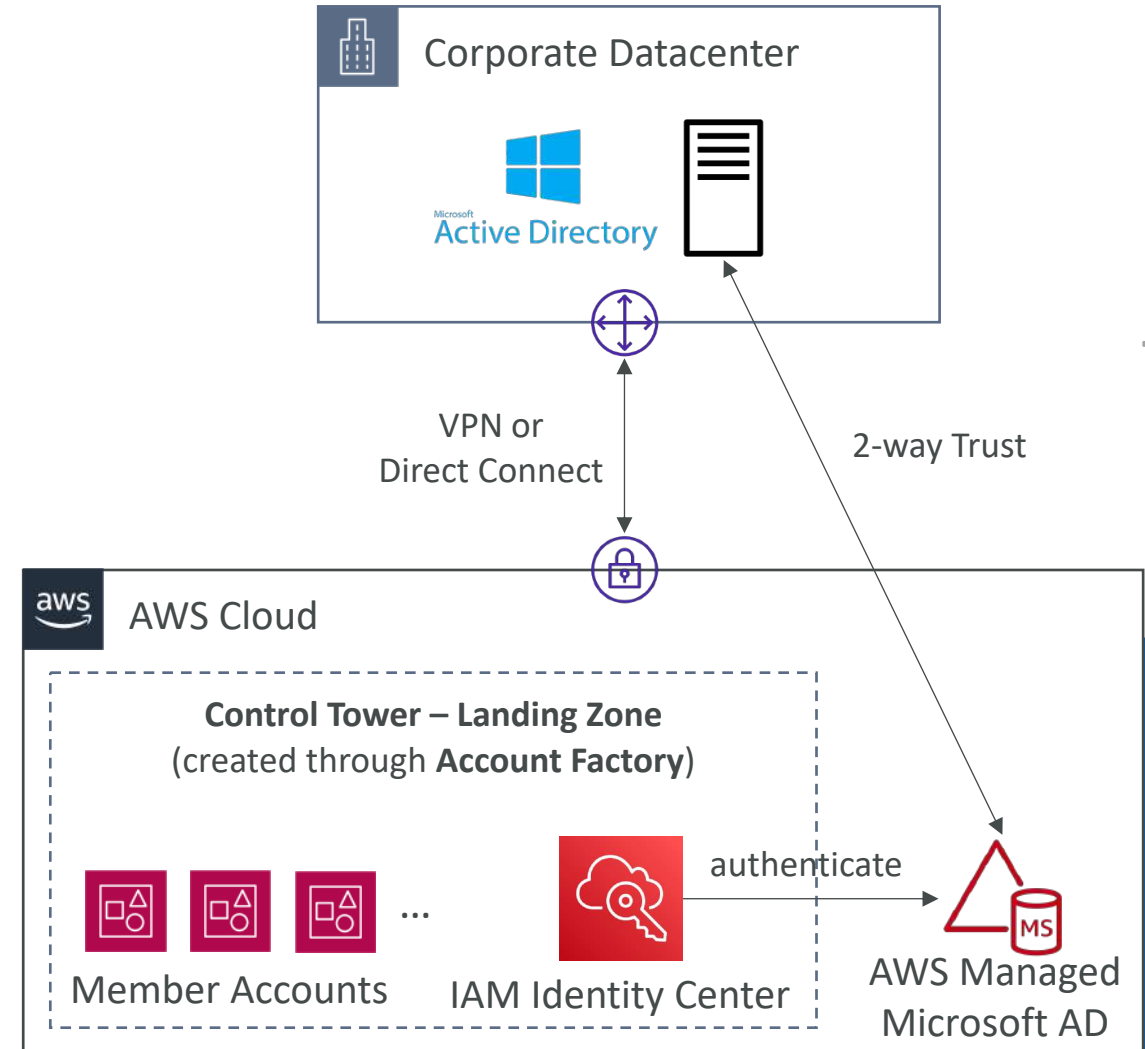 Corporate Datacenter
Microsoft
Active Directory
VPN or
Direct Connect
2-way Trust
aws
AWS Cloud
Control Tower – Landing Zone
(created through Account Factory)
authenticate
...
MS
Member Accounts
IAM Identity Center
AWS Managed
Microsoft AD